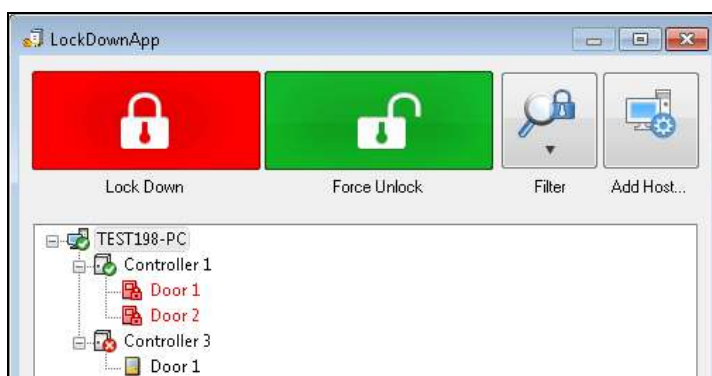 LockDownApp
Lock Down Force Unlock Filter Add Host...
TEST198-PC
Controller 1
Door 1
Door 2
Controller 3
Door 1